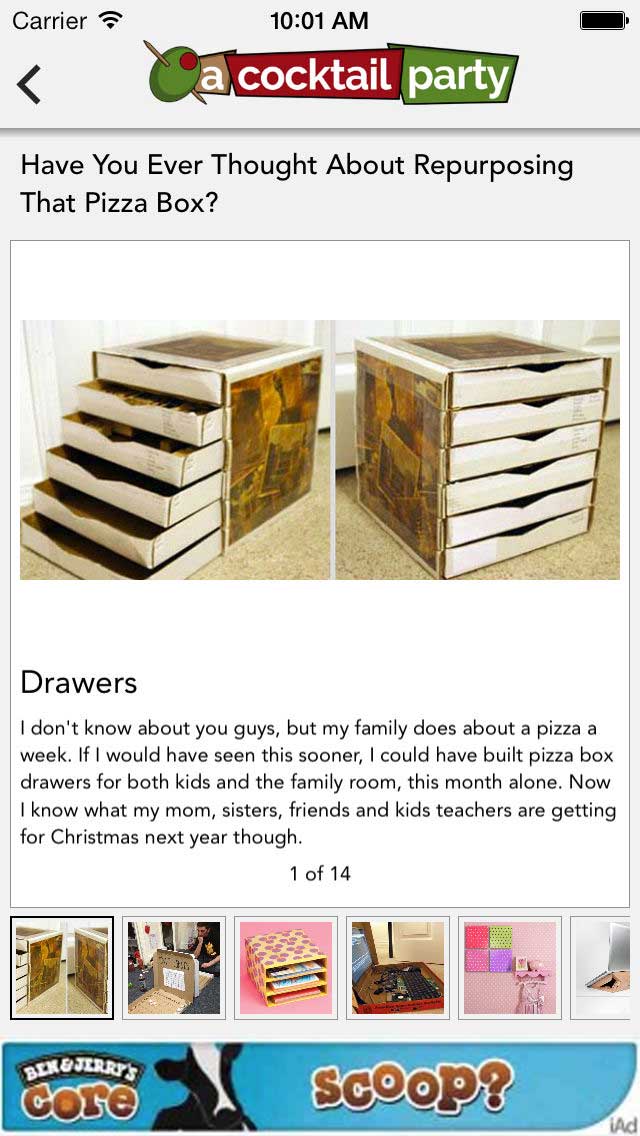 Carrier 10:01 AM
a cocktail party
Have You Ever Thought About Repurposing
That Pizza Box?
Drawers
I don't know about you guys, but my family does about a pizza a
week. If I would have seen this sooner, I could have built pizza box
drawers for both kids and the family room, this month alone. Now
I know what my mom, sisters, friends and kids teachers are getting
for Christmas next year though.
1 of 14
BEN & JERRY'S
Core
SCOOP?
iAd